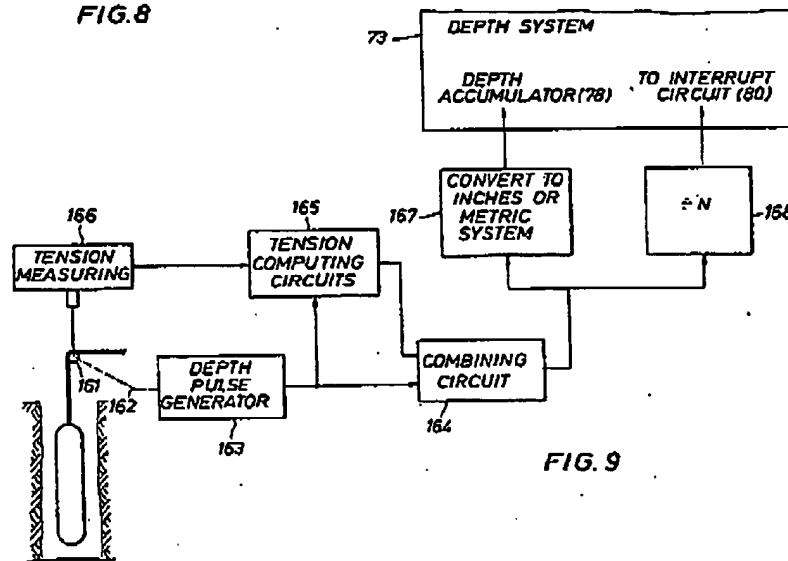 FIG.8
73
DEPTH SYSTEM
DEPTH
ACCUMULATOR (78)
TO INTERRUPT
CIRCUIT (80)
166
TENSION
MEASURING
165
TENSION
COMPUTING
CIRCUITS
167
CONVERT TO
INCHES OR
METRIC
SYSTEM
÷N
168
161
162
DEPTH
PULSE
GENERATOR
163
COMBINING
CIRCUIT
164
FIG.9